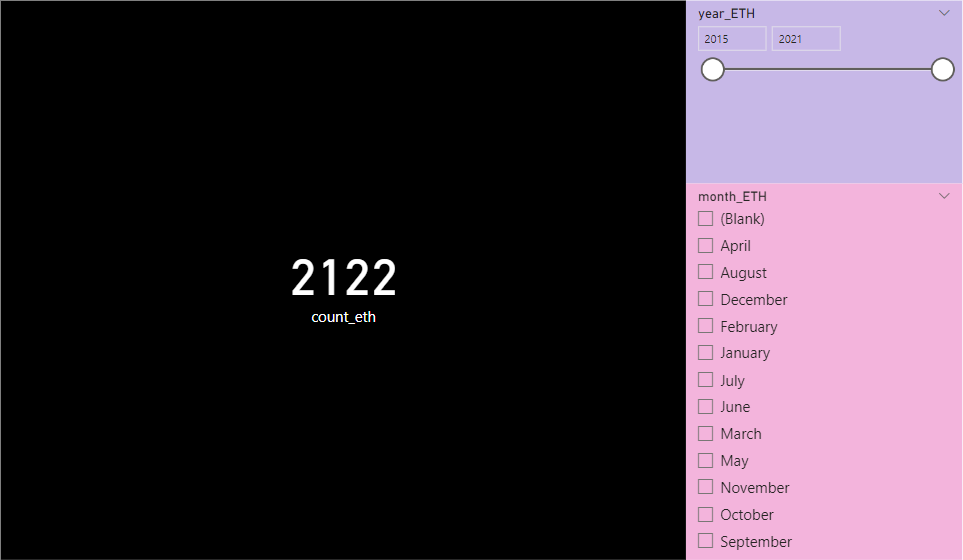 2122
count_eth
year_ETH
2015 2021
month_ETH
(Blank)
April
August
December
February
January
July
June
March
May
November
October
September